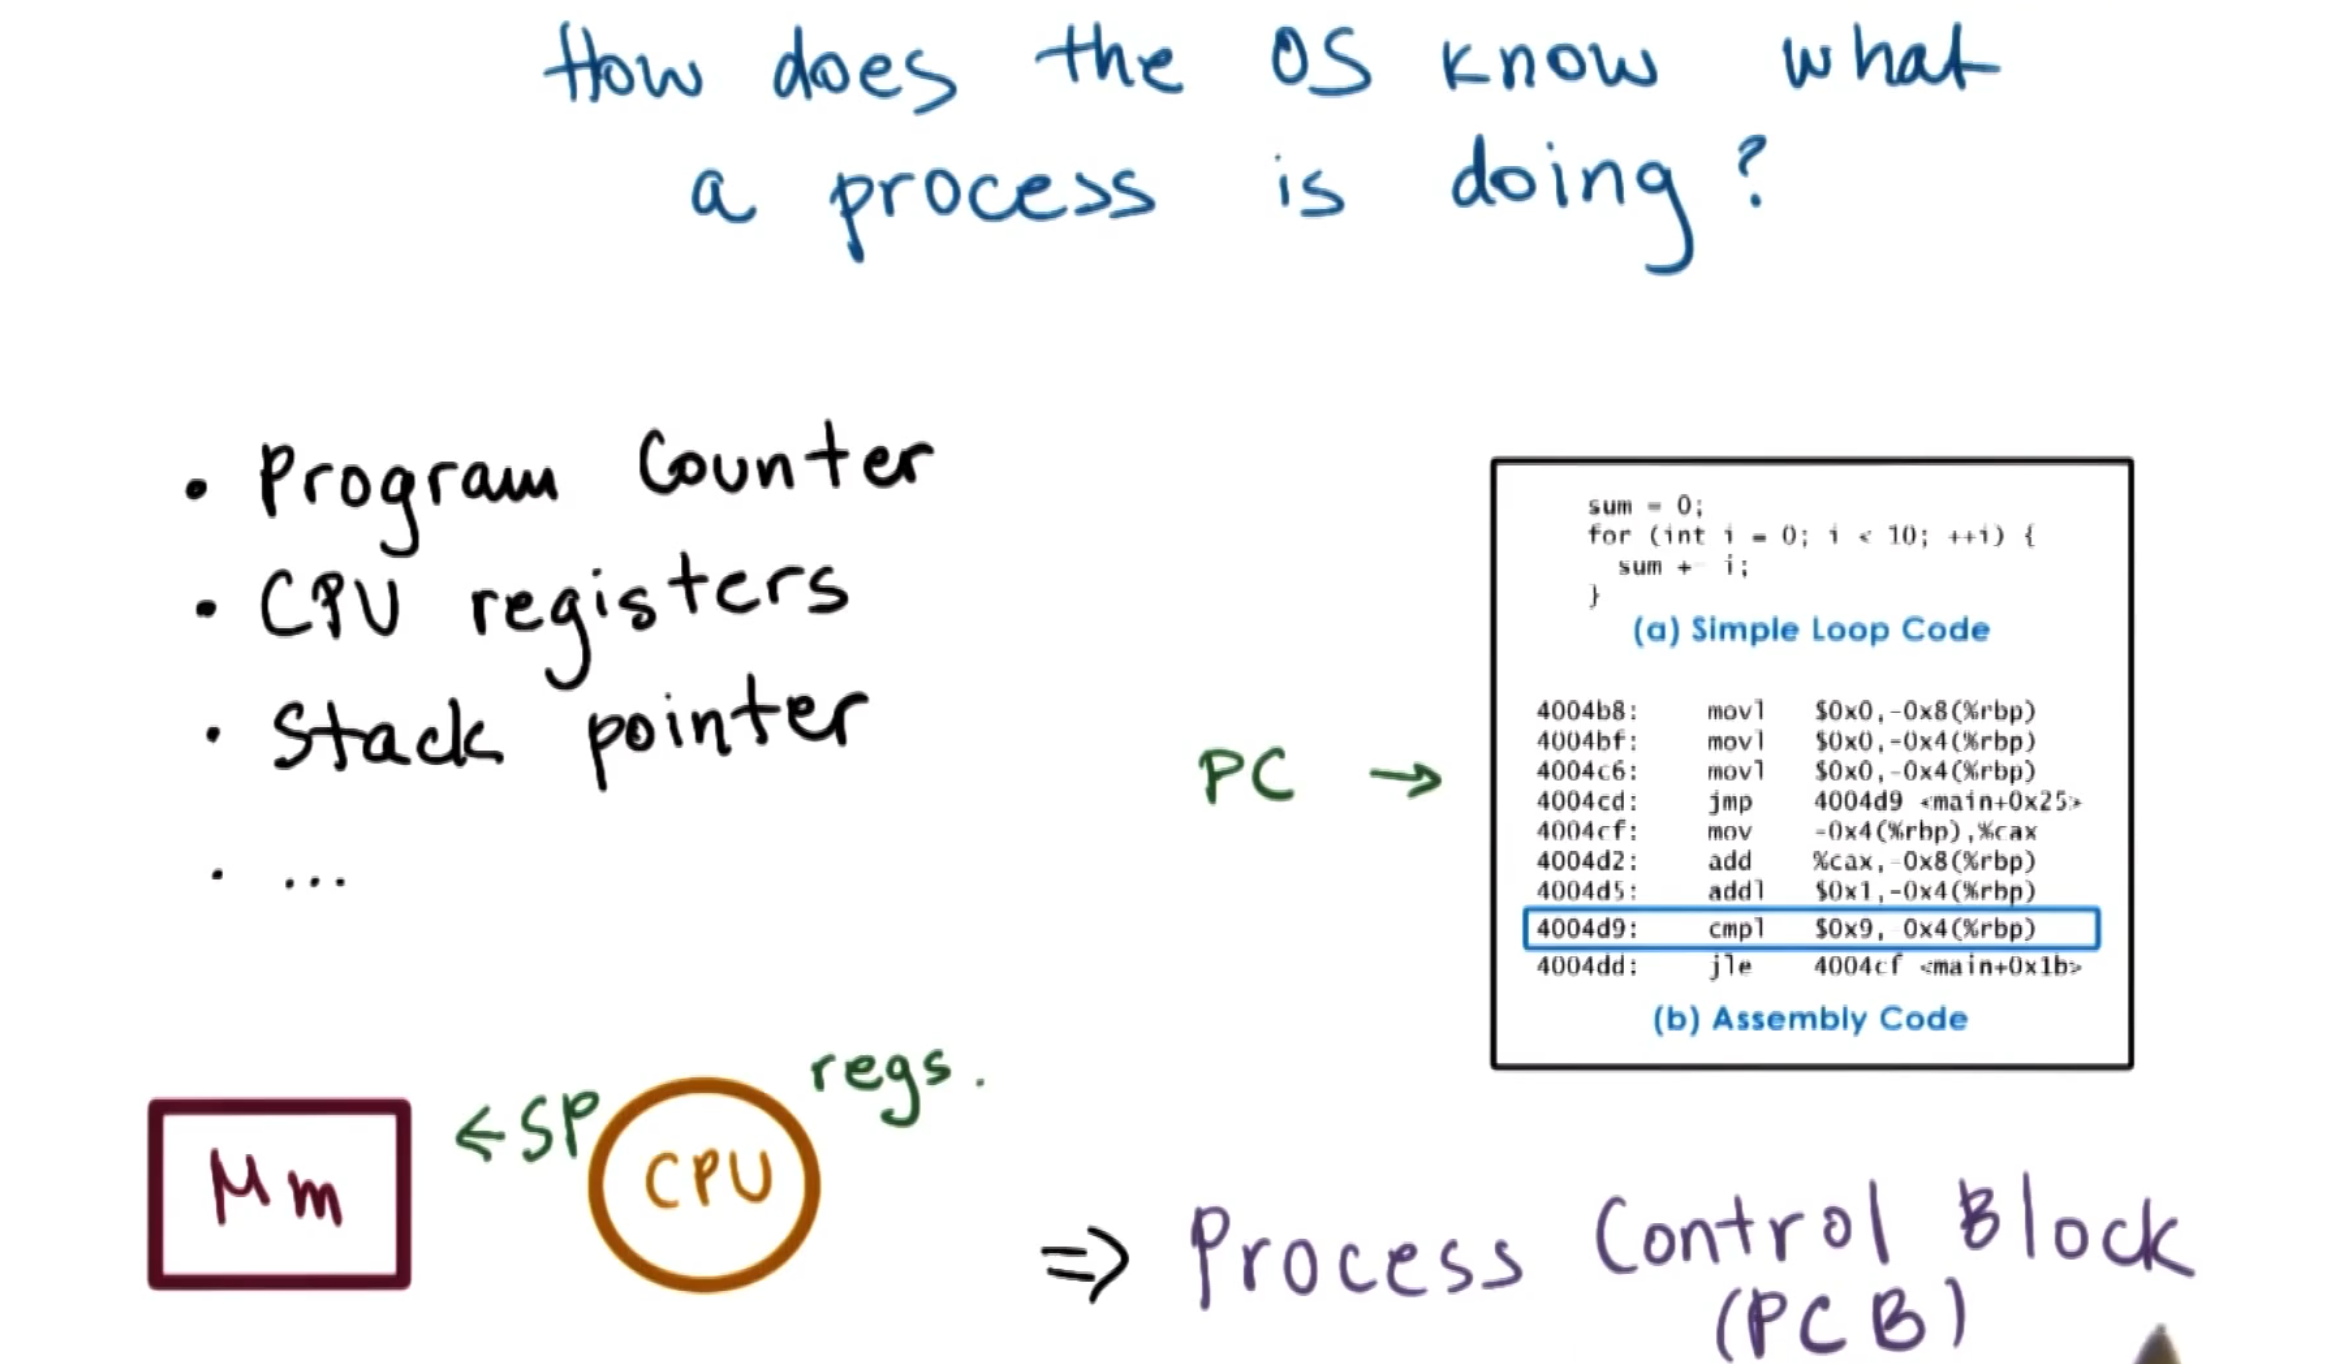 How does the OS know what
a process is doing?
• Program Counter
• CPU registers
• Stack pointer
• ...
PC →
sum = 0;
for (int i = 0; i < 10; ++i) {
sum + i;
}
(a) Simple Loop Code
4004b8: movl $0x0,-0x8(%rbp)
4004bf: movl $0x0,-0x4(%rbp)
4004c6: movl $0x0,-0x4(%rbp)
4004cd: jmp 4004d9 <main+0x25>
4004cf: mov -0x4(%rbp),%cax
4004d2: add %cax,-0x8(%rbp)
4004d5: addl $0x1,-0x4(%rbp)
4004d9: cmpl $0x9, 0x4(%rbp)
4004dd: jle 4004cf <main+0x1b>
(b) Assembly Code
Mm
←SP
CPU
regs.
⇒ Process Control Block
(PCB)